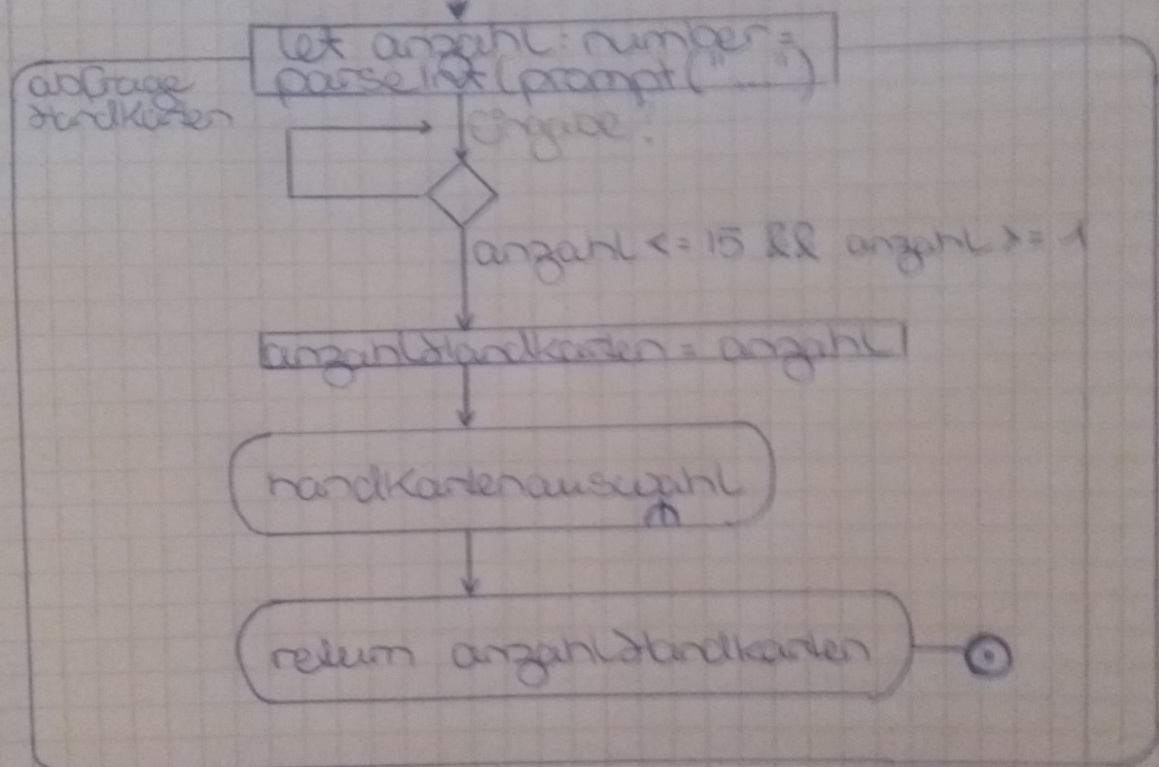 let anzahl: number =
parseInt(prompt("....")
abfrage
Handkarten
Eingabe:
anzahl <= 15 && anzahl >= 1
anzahlHandkarten = anzahl
handkartenauswahl
return anzahlHandkarten